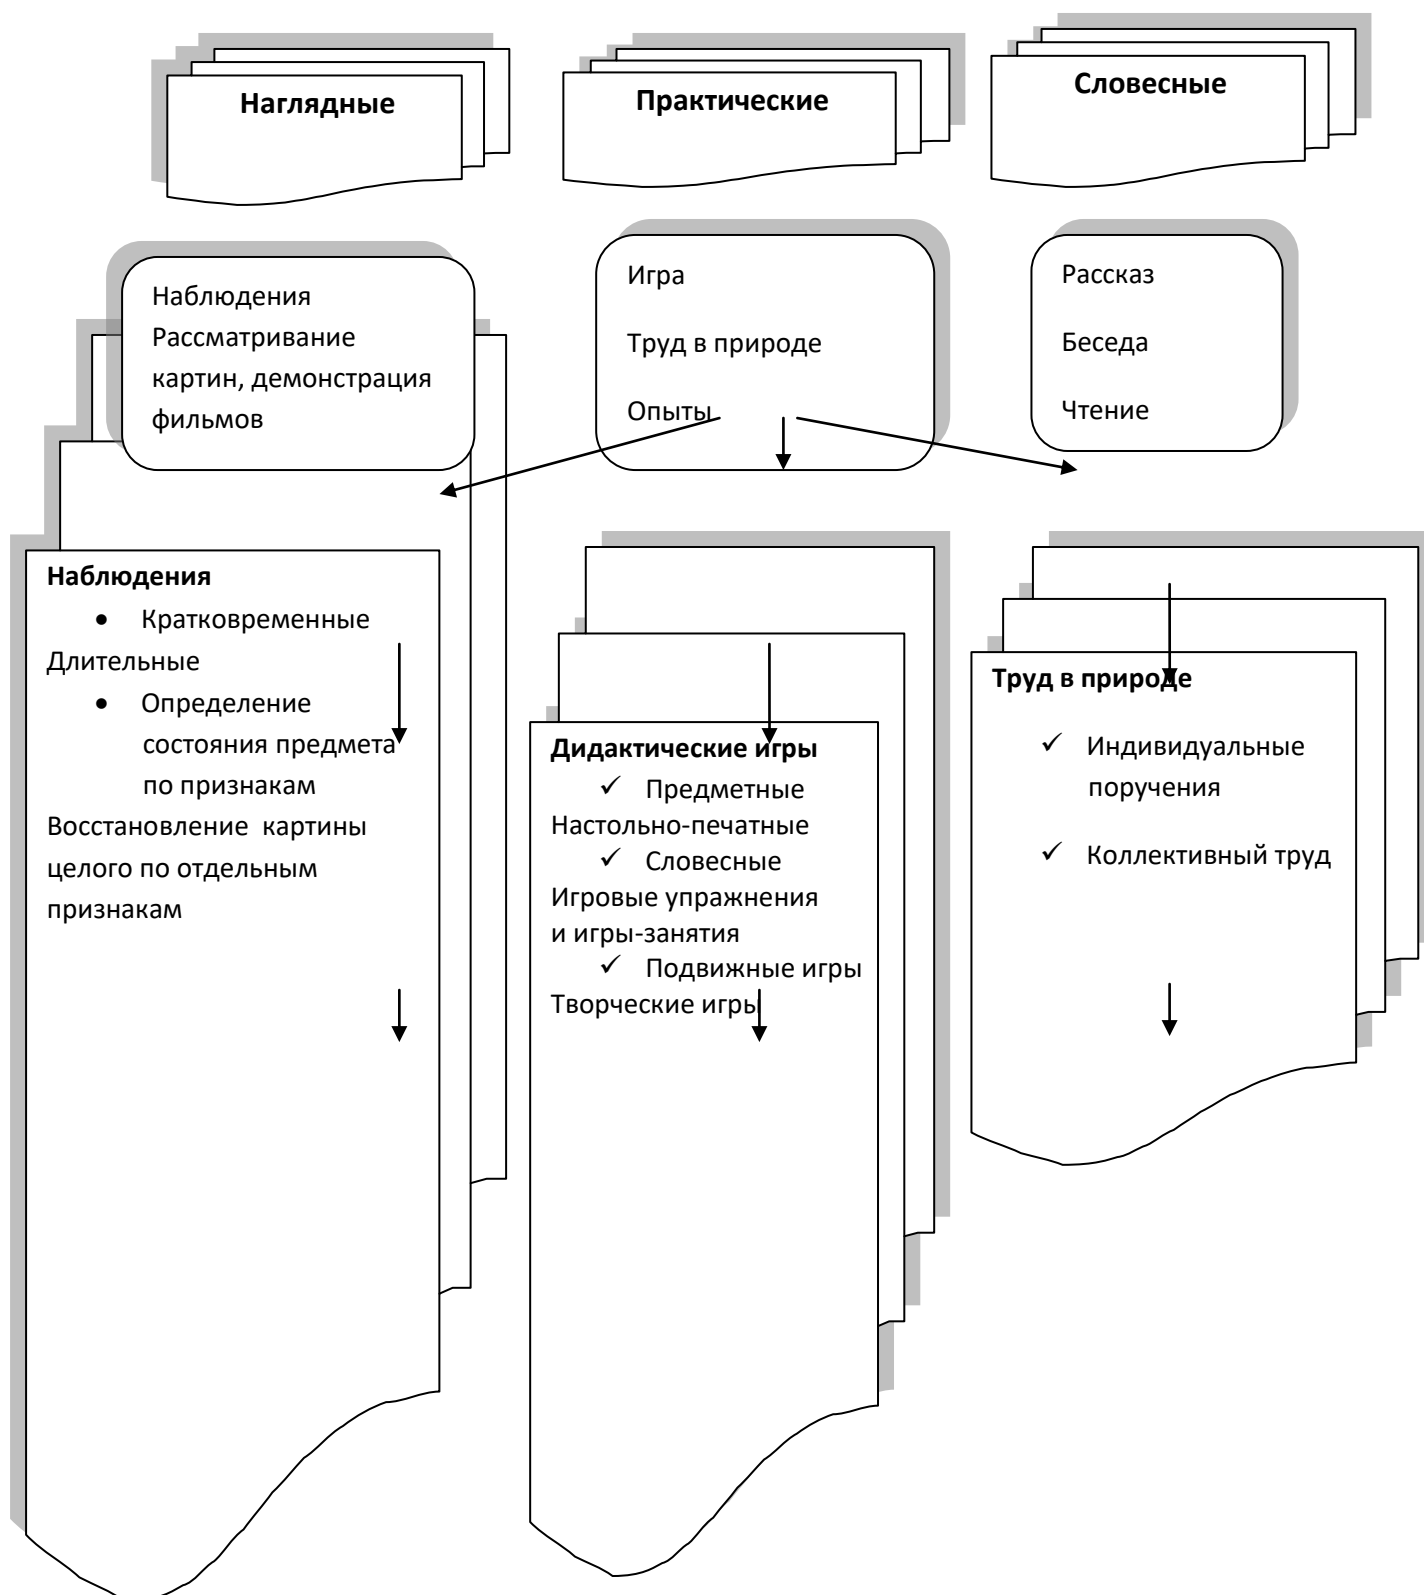 Наглядные
Практические
Словесные
Наблюдения
Рассматривание
картин, демонстрация
фильмов
Игра
Труд в природе
Опыты
Рассказ
Беседа
Чтение
Наблюдения
• Кратковременные
Длительные
• Определение
состояния предмета
по признакам
Восстановление картины
целого по отдельным
признакам
Дидактические игры
✓ Предметные
Настольно-печатные
✓ Словесные
Игровые упражнения
и игры-занятия
✓ Подвижные игры
Творческие игры
Труд в природе
✓ Индивидуальные
поручения
✓ Коллективный труд